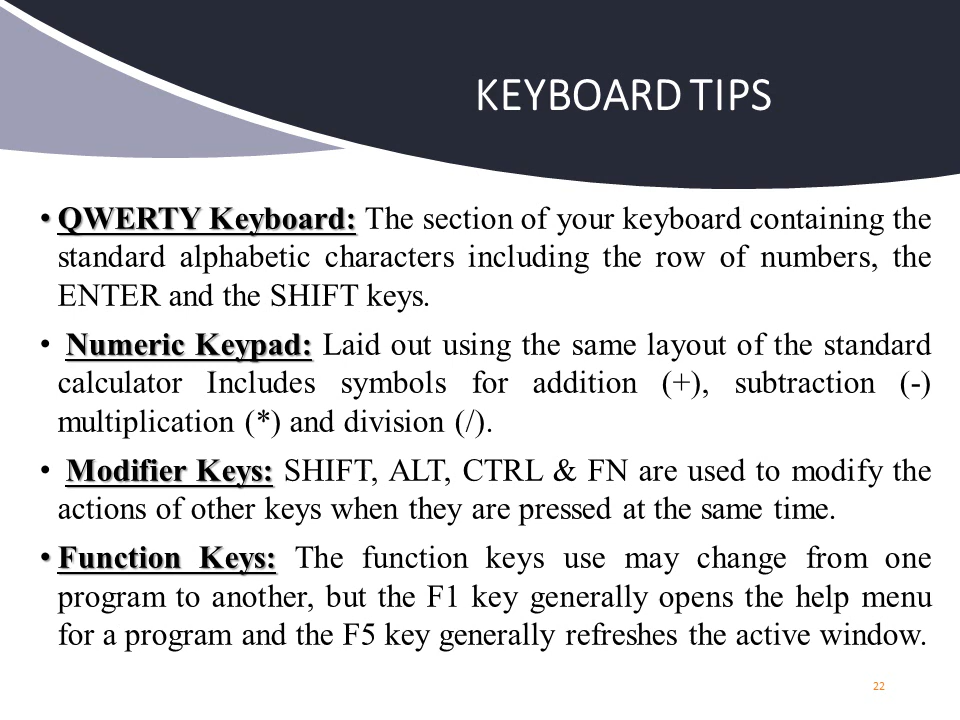 KEYBOARD TIPS
• QWERTY Keyboard: The section of your keyboard containing the
standard alphabetic characters including the row of numbers, the
ENTER and the SHIFT keys.
• Numeric Keypad: Laid out using the same layout of the standard
calculator Includes symbols for addition (+), subtraction (-)
multiplication (*) and division (/).
• Modifier Keys: SHIFT, ALT, CTRL & FN are used to modify the
actions of other keys when they are pressed at the same time.
• Function Keys: The function keys use may change from one
program to another, but the F1 key generally opens the help menu
for a program and the F5 key generally refreshes the active window.
22